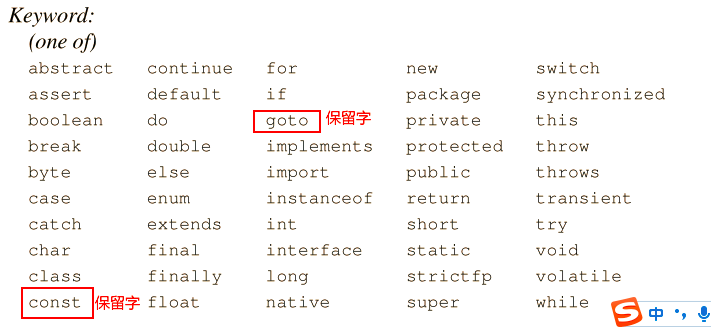 Keyword:
(one of)
abstract continue for new switch
assert default if package synchronized
boolean do goto 保留字 private this
break double implements protected throw
byte else import public throws
case enum instanceof return transient
catch extends int short try
char final interface static void
class finally long strictfp volatile
const 保留字 float native super while
S 中